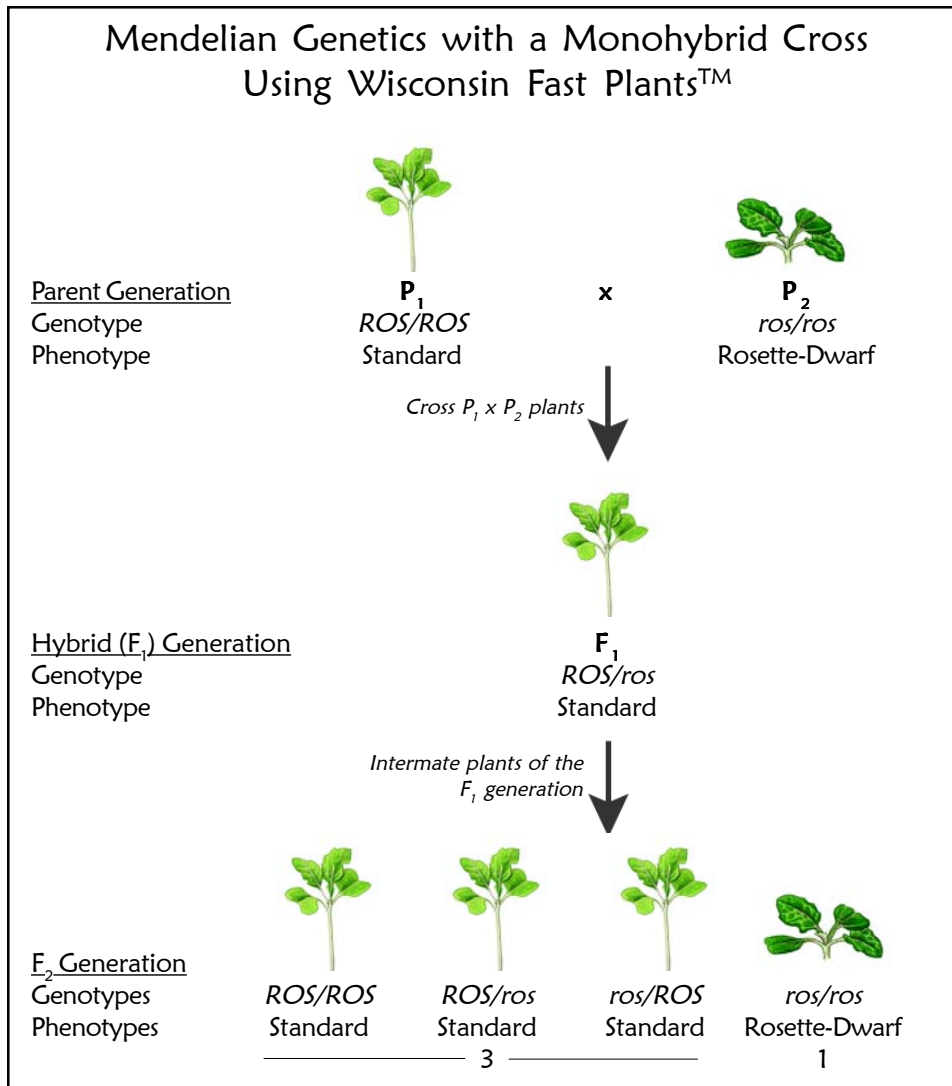 Mendelian Genetics with a Monohybrid Cross
Using Wisconsin Fast Plants™
Parent Generation P₁ x P₂
Genotype ROS/ROS ros/ros
Phenotype Standard Rosette-Dwarf
Cross P₁ x P₂ plants
Hybrid (F₁) Generation F₁
Genotype ROS/ros
Phenotype Standard
Intermate plants of the
F₁ generation
F₂ Generation
Genotypes ROS/ROS ROS/ros ros/ROS ros/ros
Phenotypes Standard Standard Standard Rosette-Dwarf
3 1